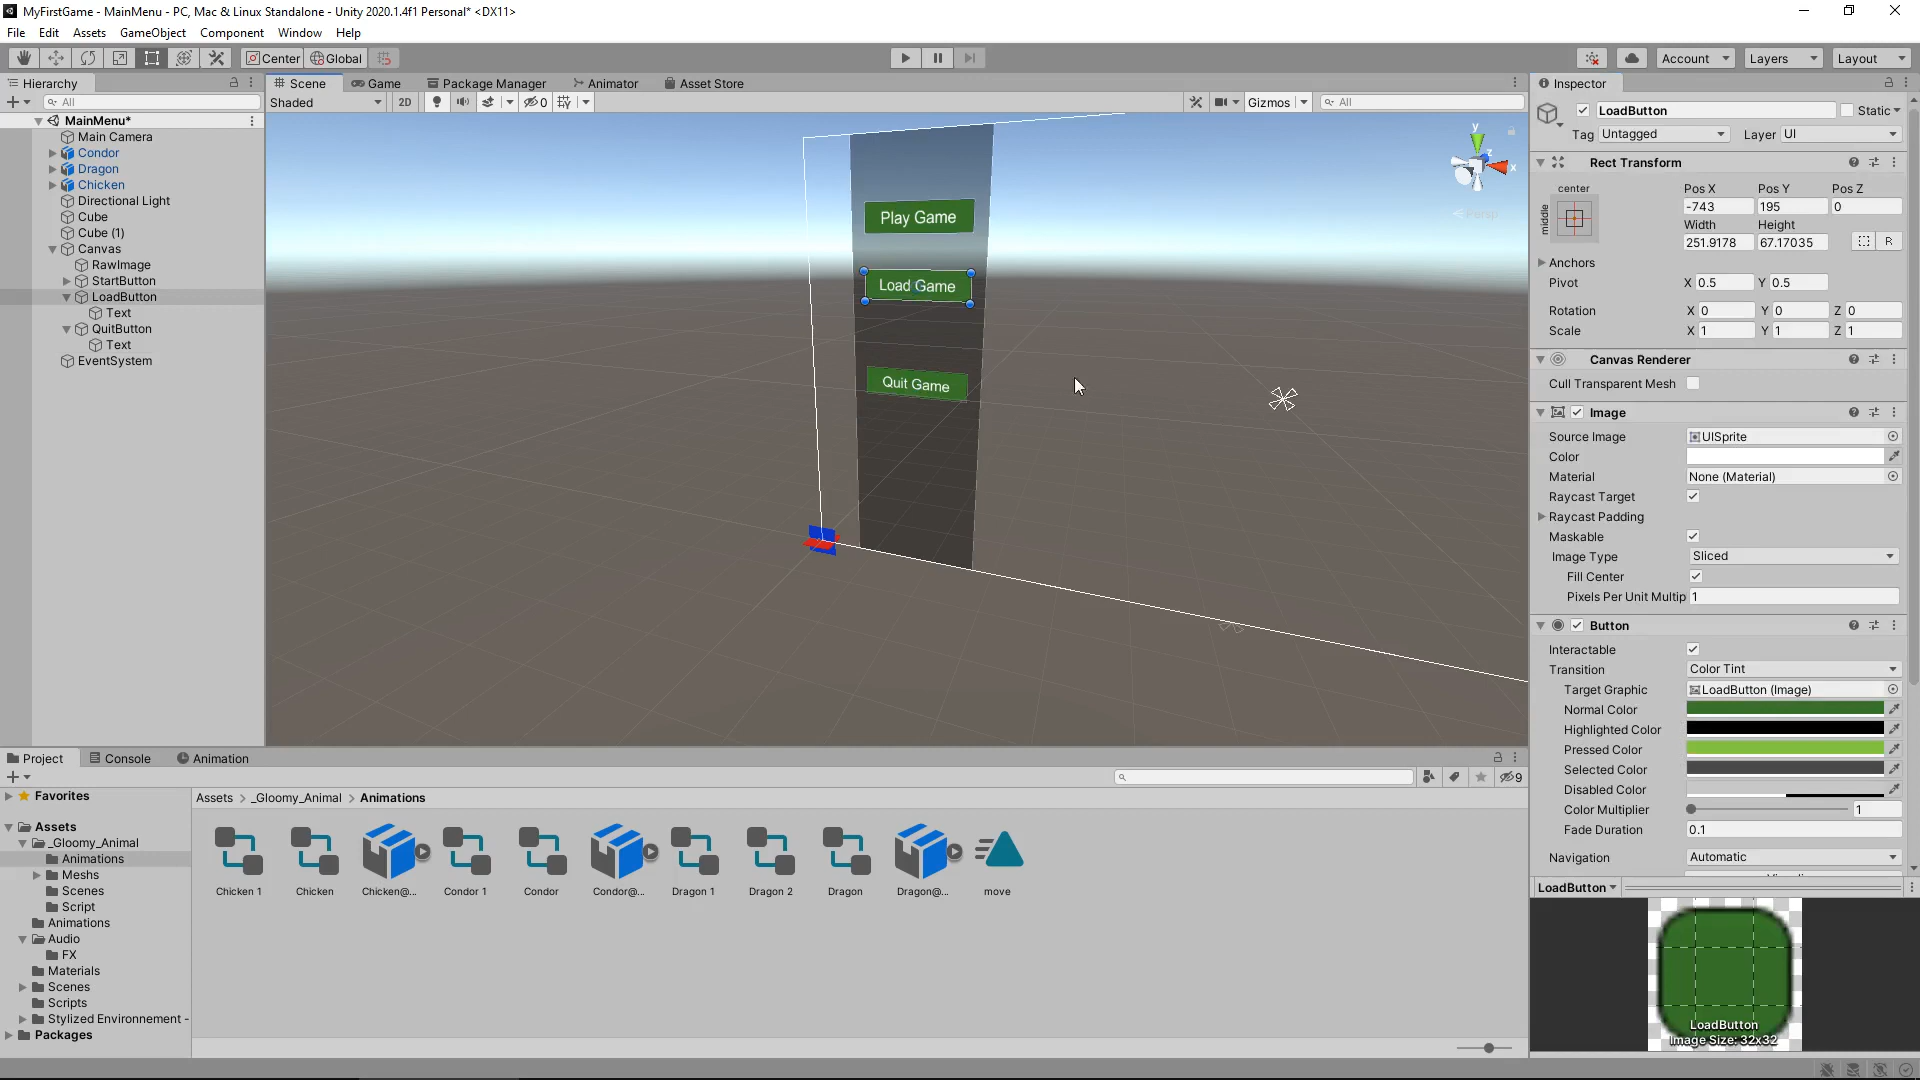 MyFirstGame - MainMenu - PC, Mac & Linux Standalone - Unity 2020.1.4f1 Personal* <DX11>
File Edit Assets GameObject Component Window Help
Center Global Account Layers Layout
Hierarchy
All
MainMenu*
Main Camera
Condor
Dragon
Chicken
Directional Light
Cube
Cube (1)
Canvas
RawImage
StartButton
LoadButton
Text
QuitButton
Text
EventSystem
Scene Game Package Manager Animator Asset Store
Shaded 2D 0 Gizmos All
y
z
x
Persp
Play Game
Load Game
Quit Game
Inspector
LoadButton Static
Tag Untagged Layer UI
Rect Transform
center
middle
Pos X Pos Y Pos Z
-743 195 0
Width Height
251.9178 67.17035 R
Anchors
Pivot X 0.5 Y 0.5
Rotation X 0 Y 0 Z 0
Scale X 1 Y 1 Z 1
Canvas Renderer
Cull Transparent Mesh
Image
Source Image UISprite
Color
Material None (Material)
Raycast Target
Raycast Padding
Maskable
Image Type Sliced
Fill Center
Pixels Per Unit Multip 1
Button
Interactable
Transition Color Tint
Target Graphic LoadButton (Image)
Normal Color
Highlighted Color
Pressed Color
Selected Color
Disabled Color
Color Multiplier 1
Fade Duration 0.1
Navigation Automatic
LoadButton
LoadButton
Image Size: 32x32
Project Console Animation
9
Favorites
Assets
_Gloomy_Animal
Animations
Meshs
Scenes
Script
Animations
Audio
FX
Materials
Scenes
Scripts
Stylized Environnement -
Packages
Assets > _Gloomy_Animal > Animations
Chicken 1 Chicken Chicken@... Condor 1 Condor Condor@... Dragon 1 Dragon 2 Dragon Dragon@... move